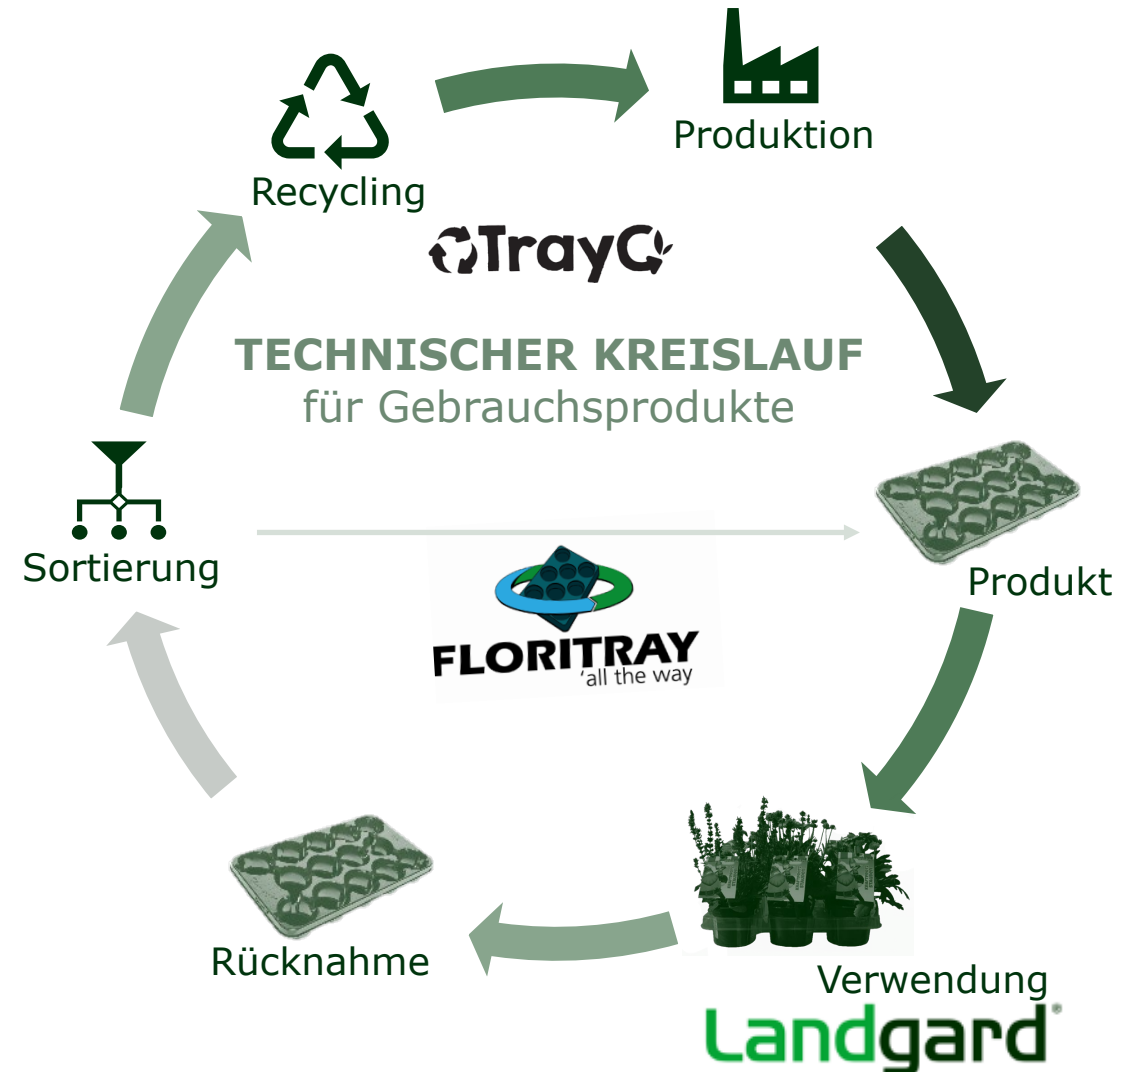 Produktion
Recycling
TrayC
TECHNISCHER KREISLAUF
für Gebrauchsprodukte
Sortierung
Produkt
FLORITRAY
'all the way
Rücknahme
Verwendung
Landgard®